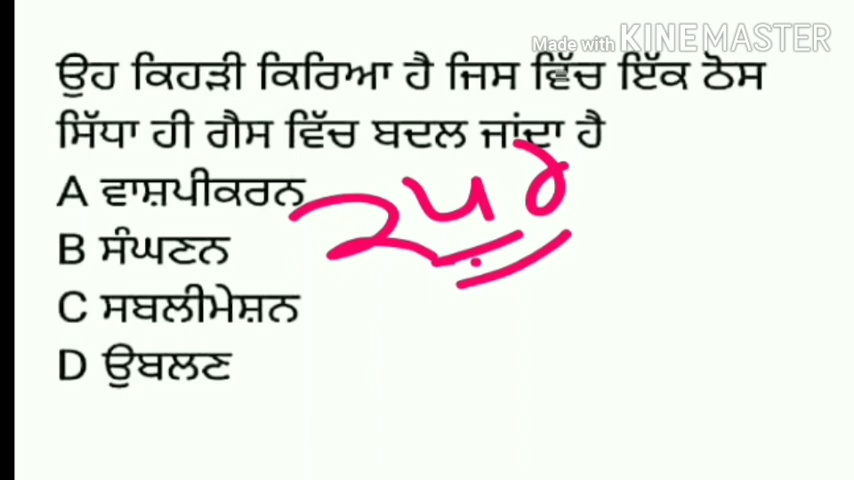 Made with KINEMASTER
ਉਹ ਕਿਹੜੀ ਕਿਰਿਆ ਹੈ ਜਿਸ ਵਿੱਚ ਇੱਕ ਠੋਸ
ਸਿੱਧਾ ਹੀ ਗੈਸ ਵਿੱਚ ਬਦਲ ਜਾਂਦਾ ਹੈ
A ਵਾਸ਼ਪੀਕਰਨ
B ਸੰਘਣਨ
C ਸਬਲੀਮੇਸ਼ਨ
D ਉਬਲਣ